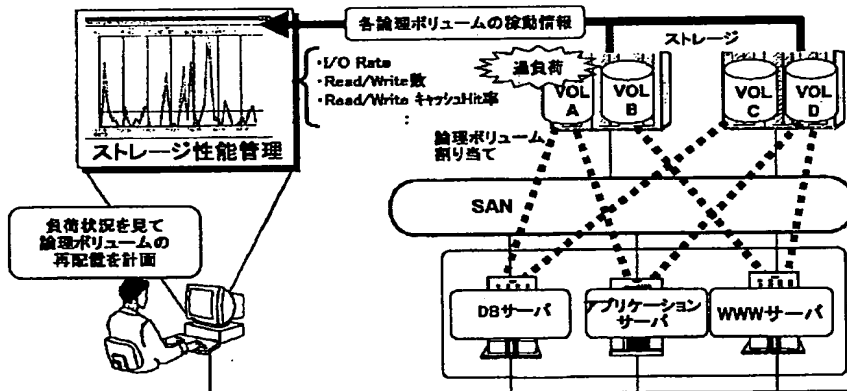 各論理ボリュームの稼動情報
ストレージ
・I/O Rate
・Read/Write数
・Read/Write キャッシュHit率
:
過負荷
VOL
A
VOL
B
VOL
C
VOL
D
ストレージ性能管理
論理ボリューム
割り当て
SAN
負荷状況を見て
論理ボリュームの
再配置を計画
DBサーバ
アプリケーション
サーバ
WWWサーバ